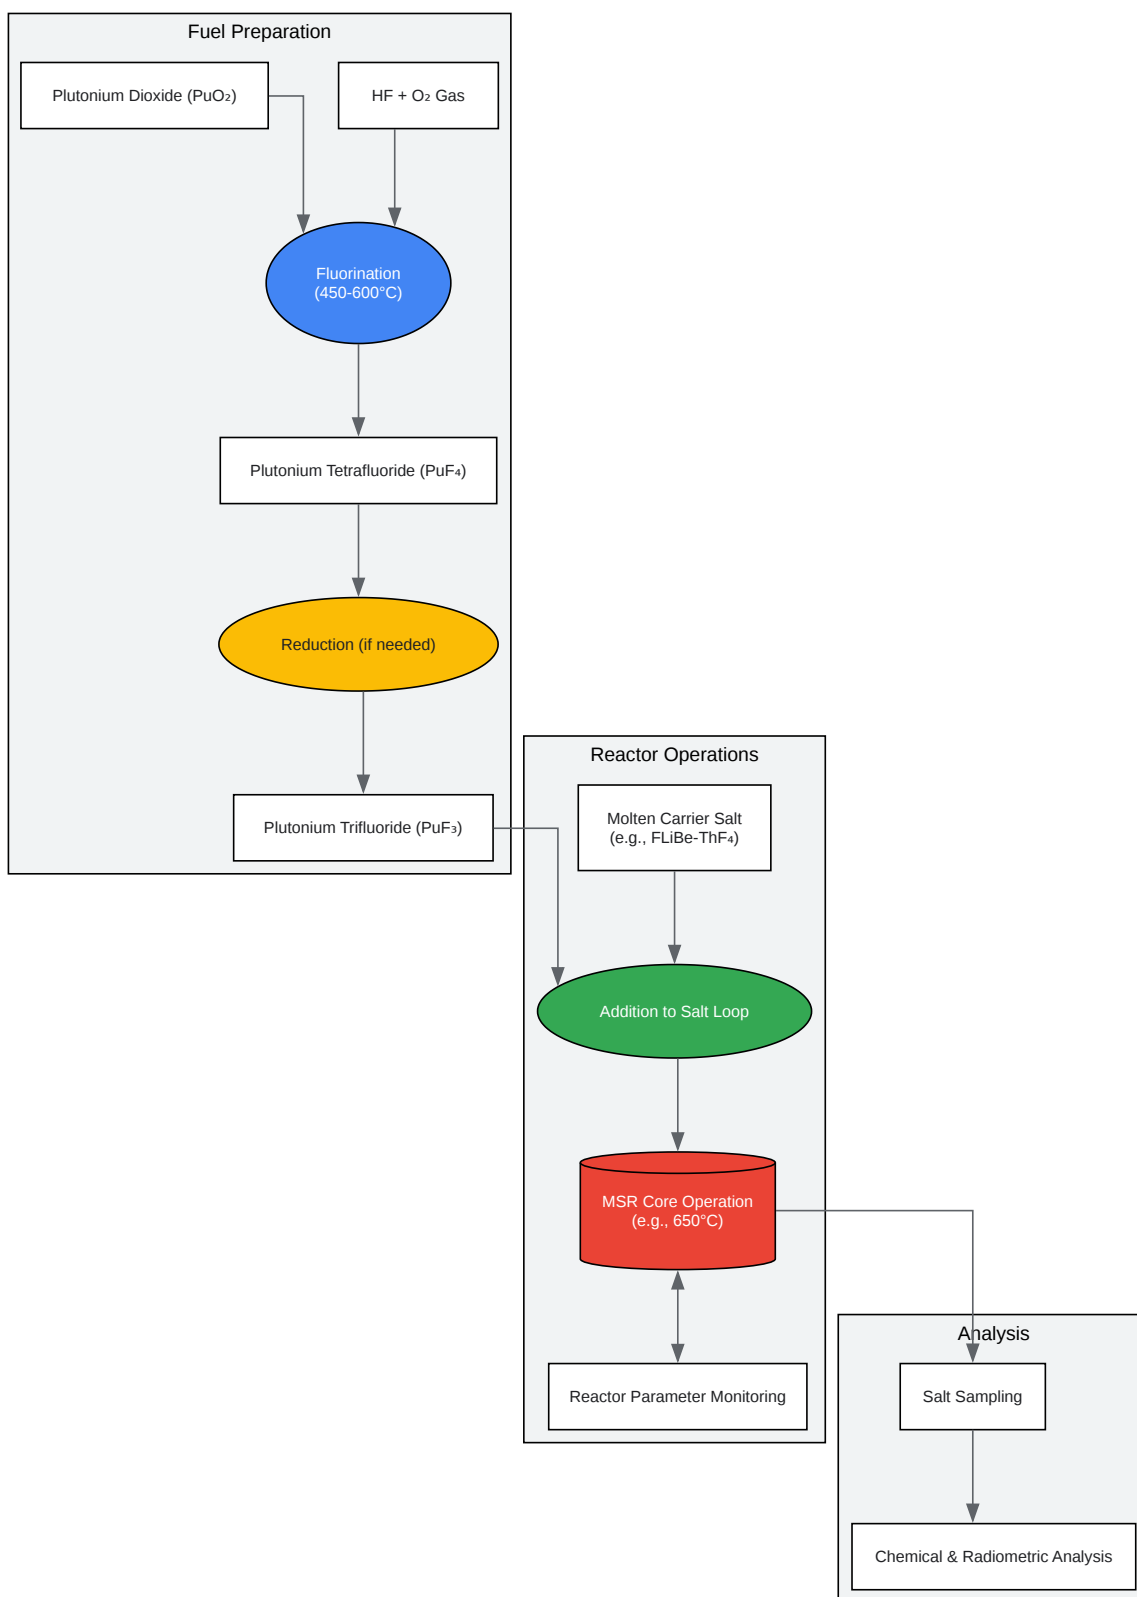 Fuel Preparation
Plutonium Dioxide (PuO₂)
HF + O₂ Gas
Fluorination
(450-600°C)
Plutonium Tetrafluoride (PuF₄)
Reduction (if needed)
Plutonium Trifluoride (PuF₃)
Reactor Operations
Molten Carrier Salt
(e.g., FLiBe-ThF₄)
Addition to Salt Loop
MSR Core Operation
(e.g., 650°C)
Reactor Parameter Monitoring
Analysis
Salt Sampling
Chemical & Radiometric Analysis